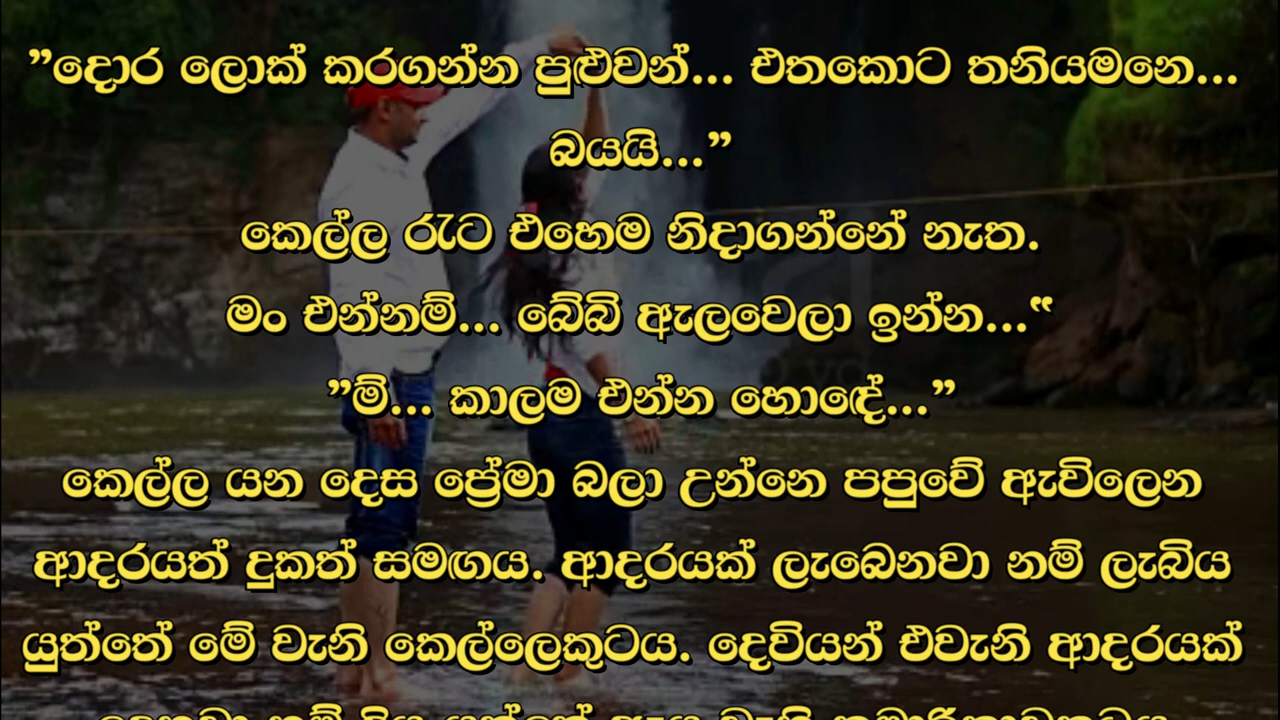 ”දොර ලොක් කරගන්න පුළුවන්... එතකොට තනියමනෙ...
බයයි...”
කෙල්ල රැට එහෙම නිදාගන්නේ නැත.
මං එන්නම්... බේබි ඇලවෙලා ඉන්න...“
”ම්... කාලම එන්න හොඳේ...”
කෙල්ල යන දෙස ප්‍රේමා බලා උන්නෙ පපුවේ ඇවිලෙන
ආදරයත් දුකත් සමඟය. ආදරයක් ලැබෙනවා නම් ලැබිය
යුත්තේ මේ වැනි කෙල්ලෙකුටය. දෙවියන් එවැනි ආදරයක්